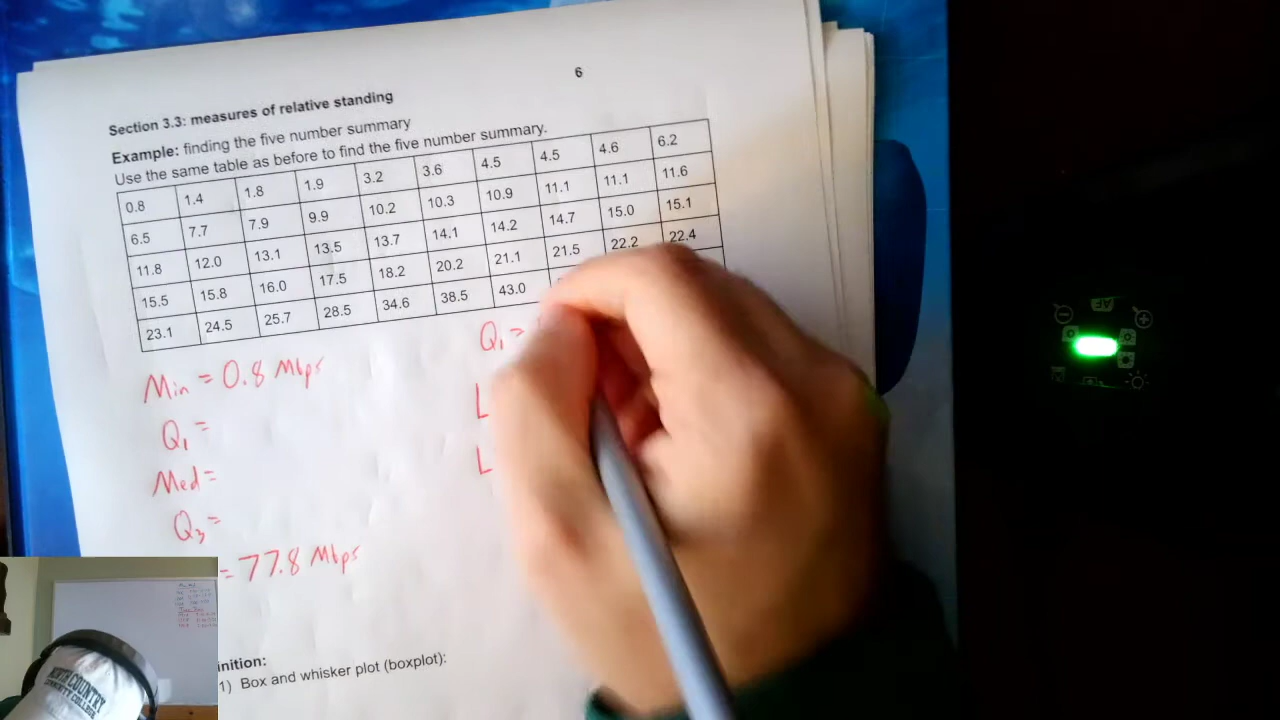 6
Section 3.3: measures of relative standing
Example: finding the five number summary
Use the same table as before to find the five number summary.
0.8 1.4 1.8 1.9 3.2 3.6 4.5 4.5 4.6 6.2
6.5 7.7 7.9 9.9 10.2 10.3 10.9 11.1 11.1 11.6
11.8 12.0 13.1 13.5 13.7 14.1 14.2 14.7 15.0 15.1
15.5 15.8 16.0 17.5 18.2 20.2 21.1 21.5 22.2 22.4
23.1 24.5 25.7 28.5 34.6 38.5 43.0
Q₁ =
Min = 0.8 Mbps
L
Q₁ =
L
Med =
Q₃ =
= 77.8 Mbps
inition:
1) Box and whisker plot (boxplot):
NORTH COUNTRY
COMMUNITY COLLEGE
AF